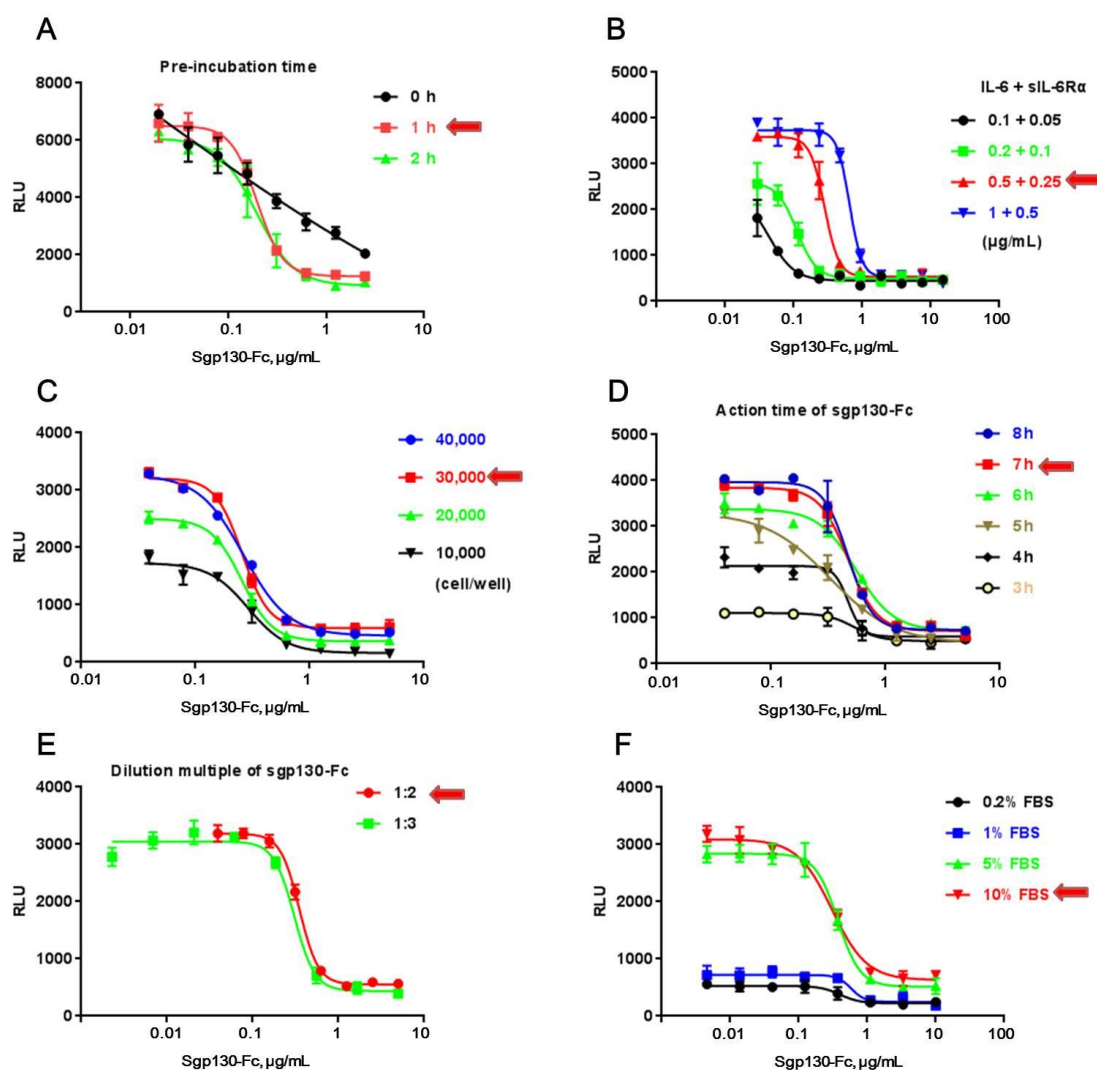 A
Pre-incubation time
8000
6000
4000
2000
0
RLU
0.01
0.1
1
10
Sgp130-Fc, µg/mL
0 h
1 h
2 h
B
5000
4000
3000
2000
1000
0
RLU
0.01
0.1
1
10
100
Sgp130-Fc, µg/mL
IL-6 + sIL-6Rα
0.1 + 0.05
0.2 + 0.1
0.5 + 0.25
1 + 0.5
(µg/mL)
C
4000
3000
2000
1000
0
RLU
0.01
0.1
1
10
Sgp130-Fc, µg/mL
40,000
30,000
20,000
10,000
(cell/well)
D
Action time of sgp130-Fc
5000
4000
3000
2000
1000
0
RLU
0.01
0.1
1
10
Sgp130-Fc, µg/mL
8h
7h
6h
5h
4h
3h
E
Dilution multiple of sgp130-Fc
4000
3000
2000
1000
0
RLU
0.001
0.01
0.1
1
10
Sgp130-Fc, µg/mL
1:2
1:3
F
4000
3000
2000
1000
0
RLU
0.01
0.1
1
10
100
Sgp130-Fc, µg/mL
0.2% FBS
1% FBS
5% FBS
10% FBS